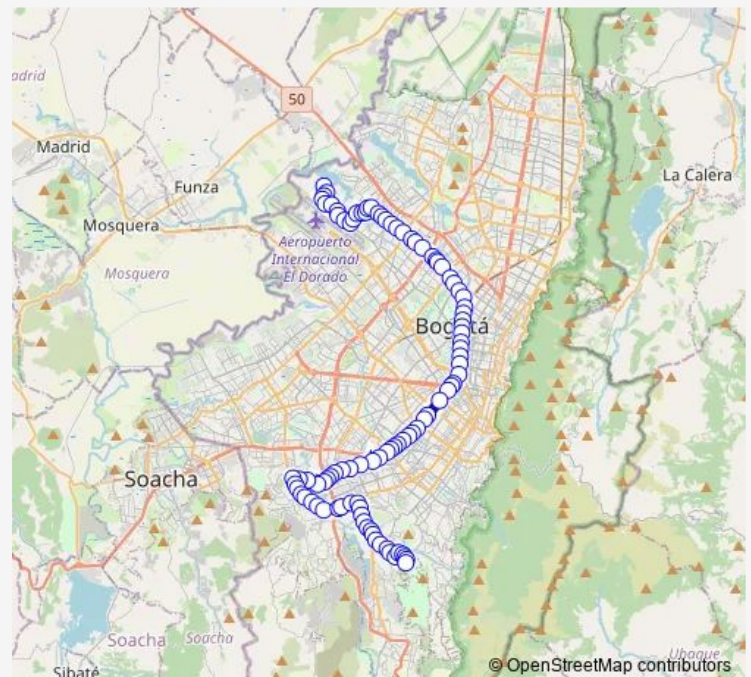 adrid
50
Madrid
Funza
La Calera
Mosquera
Aeropuerto
Internacional
El Dorado
Mosquera
Bogotá
Soacha
Soacha
Soacha
Sibaté
Ubaque
© OpenStreetMap contributors